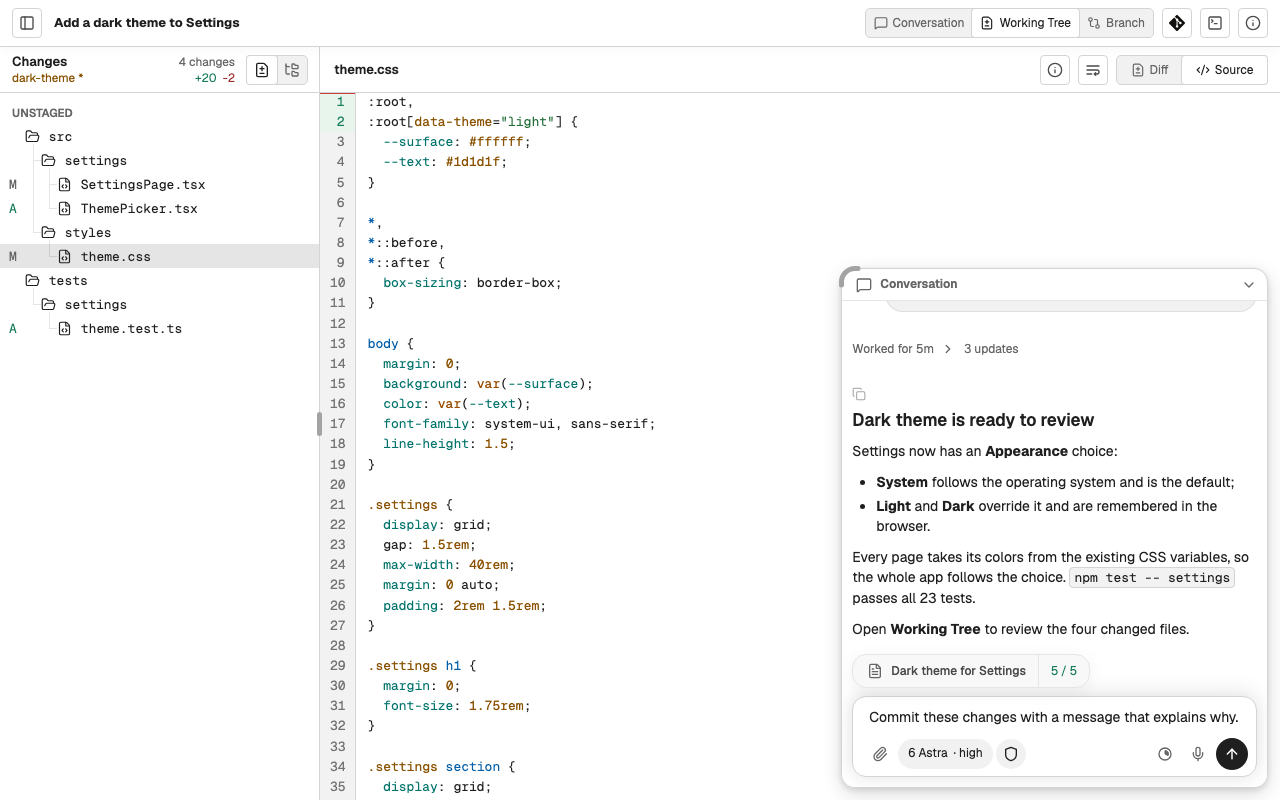 Add a dark theme to Settings
Conversation
Working Tree
Branch
Changes
4 changes
dark-theme *
+20 -2
theme.css
Diff
Source
UNSTAGED
src
settings
M SettingsPage.tsx
A ThemePicker.tsx
styles
M theme.css
tests
settings
A theme.test.ts
1 :root,
2 :root[data-theme="light"] {
3 --surface: #ffffff;
4 --text: #1d1d1f;
5 }
6
7 *,
8 *::before,
9 *::after {
10 box-sizing: border-box;
11 }
12
13 body {
14 margin: 0;
15 background: var(--surface);
16 color: var(--text);
17 font-family: system-ui, sans-serif;
18 line-height: 1.5;
19 }
20
21 .settings {
22 display: grid;
23 gap: 1.5rem;
24 max-width: 40rem;
25 margin: 0 auto;
26 padding: 2rem 1.5rem;
27 }
28
29 .settings h1 {
30 margin: 0;
31 font-size: 1.75rem;
32 }
33
34 .settings section {
35 display: grid;
Conversation
Worked for 5m
3 updates
Dark theme is ready to review
Settings now has an Appearance choice:
• System follows the operating system and is the default;
• Light and Dark override it and are remembered in the
browser.
Every page takes its colors from the existing CSS variables, so
the whole app follows the choice. npm test -- settings
passes all 23 tests.
Open Working Tree to review the four changed files.
Dark theme for Settings
5 / 5
Commit these changes with a message that explains why.
6 Astra · high